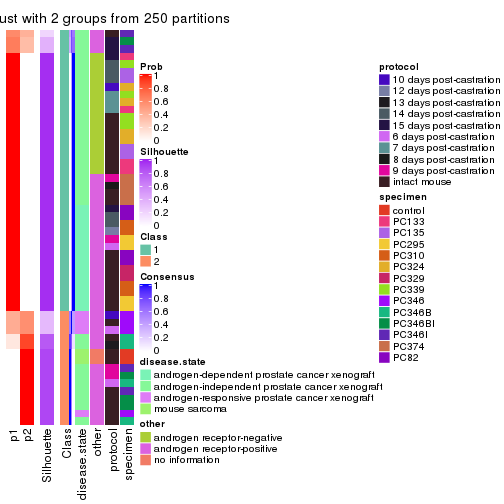 ust with 2 groups from 250 partitions
Prob
1
0.8
0.6
0.4
0.2
0
Silhouette
1
0.8
0.6
0.4
0.2
0
Class
1
2
Consensus
1
0.8
0.6
0.4
0.2
0
disease.state
androgen-dependent prostate cancer xenograft
androgen-independent prostate cancer xenograft
androgen-responsive prostate cancer xenograft
mouse sarcoma
other
androgen receptor-negative
androgen receptor-positive
no information
protocol
10 days post-castration
12 days post-castration
13 days post-castration
14 days post-castration
15 days post-castration
6 days post-castration
7 days post-castration
8 days post-castration
9 days post-castration
intact mouse
specimen
control
PC133
PC135
PC295
PC310
PC324
PC329
PC339
PC346
PC346B
PC346BI
PC346I
PC374
PC82
p1
p2
Silhouette
Class
disease.state
other
protocol
specimen